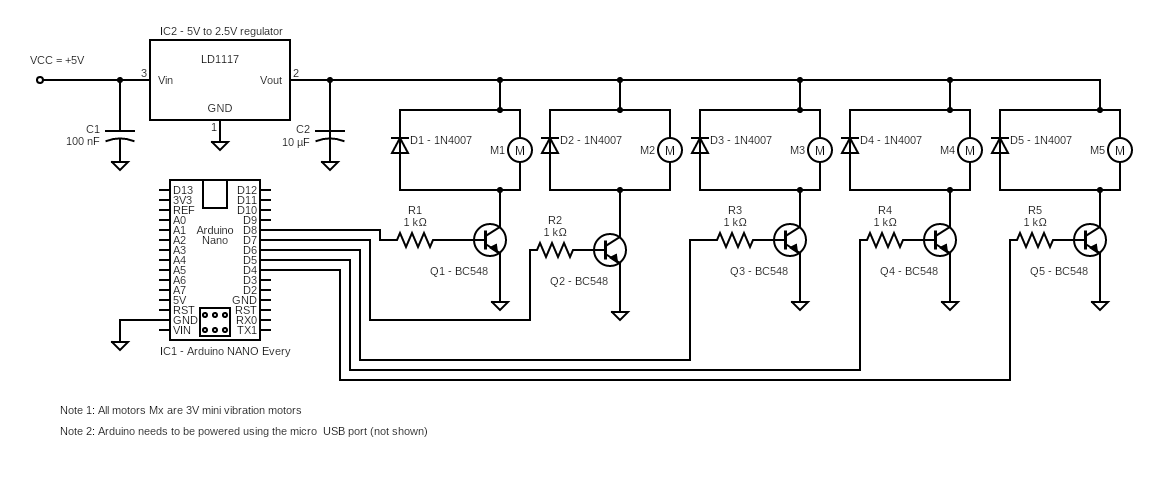 IC2 - 5V to 2.5V regulator
VCC = +5V
LD1117
3
Vin
Vout
2
GND
1
C1
100 nF
C2
10 µF
D1 - 1N4007
M1
M
D2 - 1N4007
M2
M
D3 - 1N4007
M3
M
D4 - 1N4007
M4
M
D5 - 1N4007
M5
M
D13
3V3
REF
A0
A1
A2
A3
A4
A5
A6
A7
5V
RST
GND
VIN
Arduino
Nano
D12
D11
D10
D9
D8
D7
D6
D5
D4
D3
D2
GND
RST
RX0
TX1
IC1 - Arduino NANO Every
R1
1 kΩ
Q1 - BC548
R2
1 kΩ
Q2 - BC548
R3
1 kΩ
Q3 - BC548
R4
1 kΩ
Q4 - BC548
R5
1 kΩ
Q5 - BC548
Note 1: All motors Mx are 3V mini vibration motors
Note 2: Arduino needs to be powered using the micro  USB port (not shown)